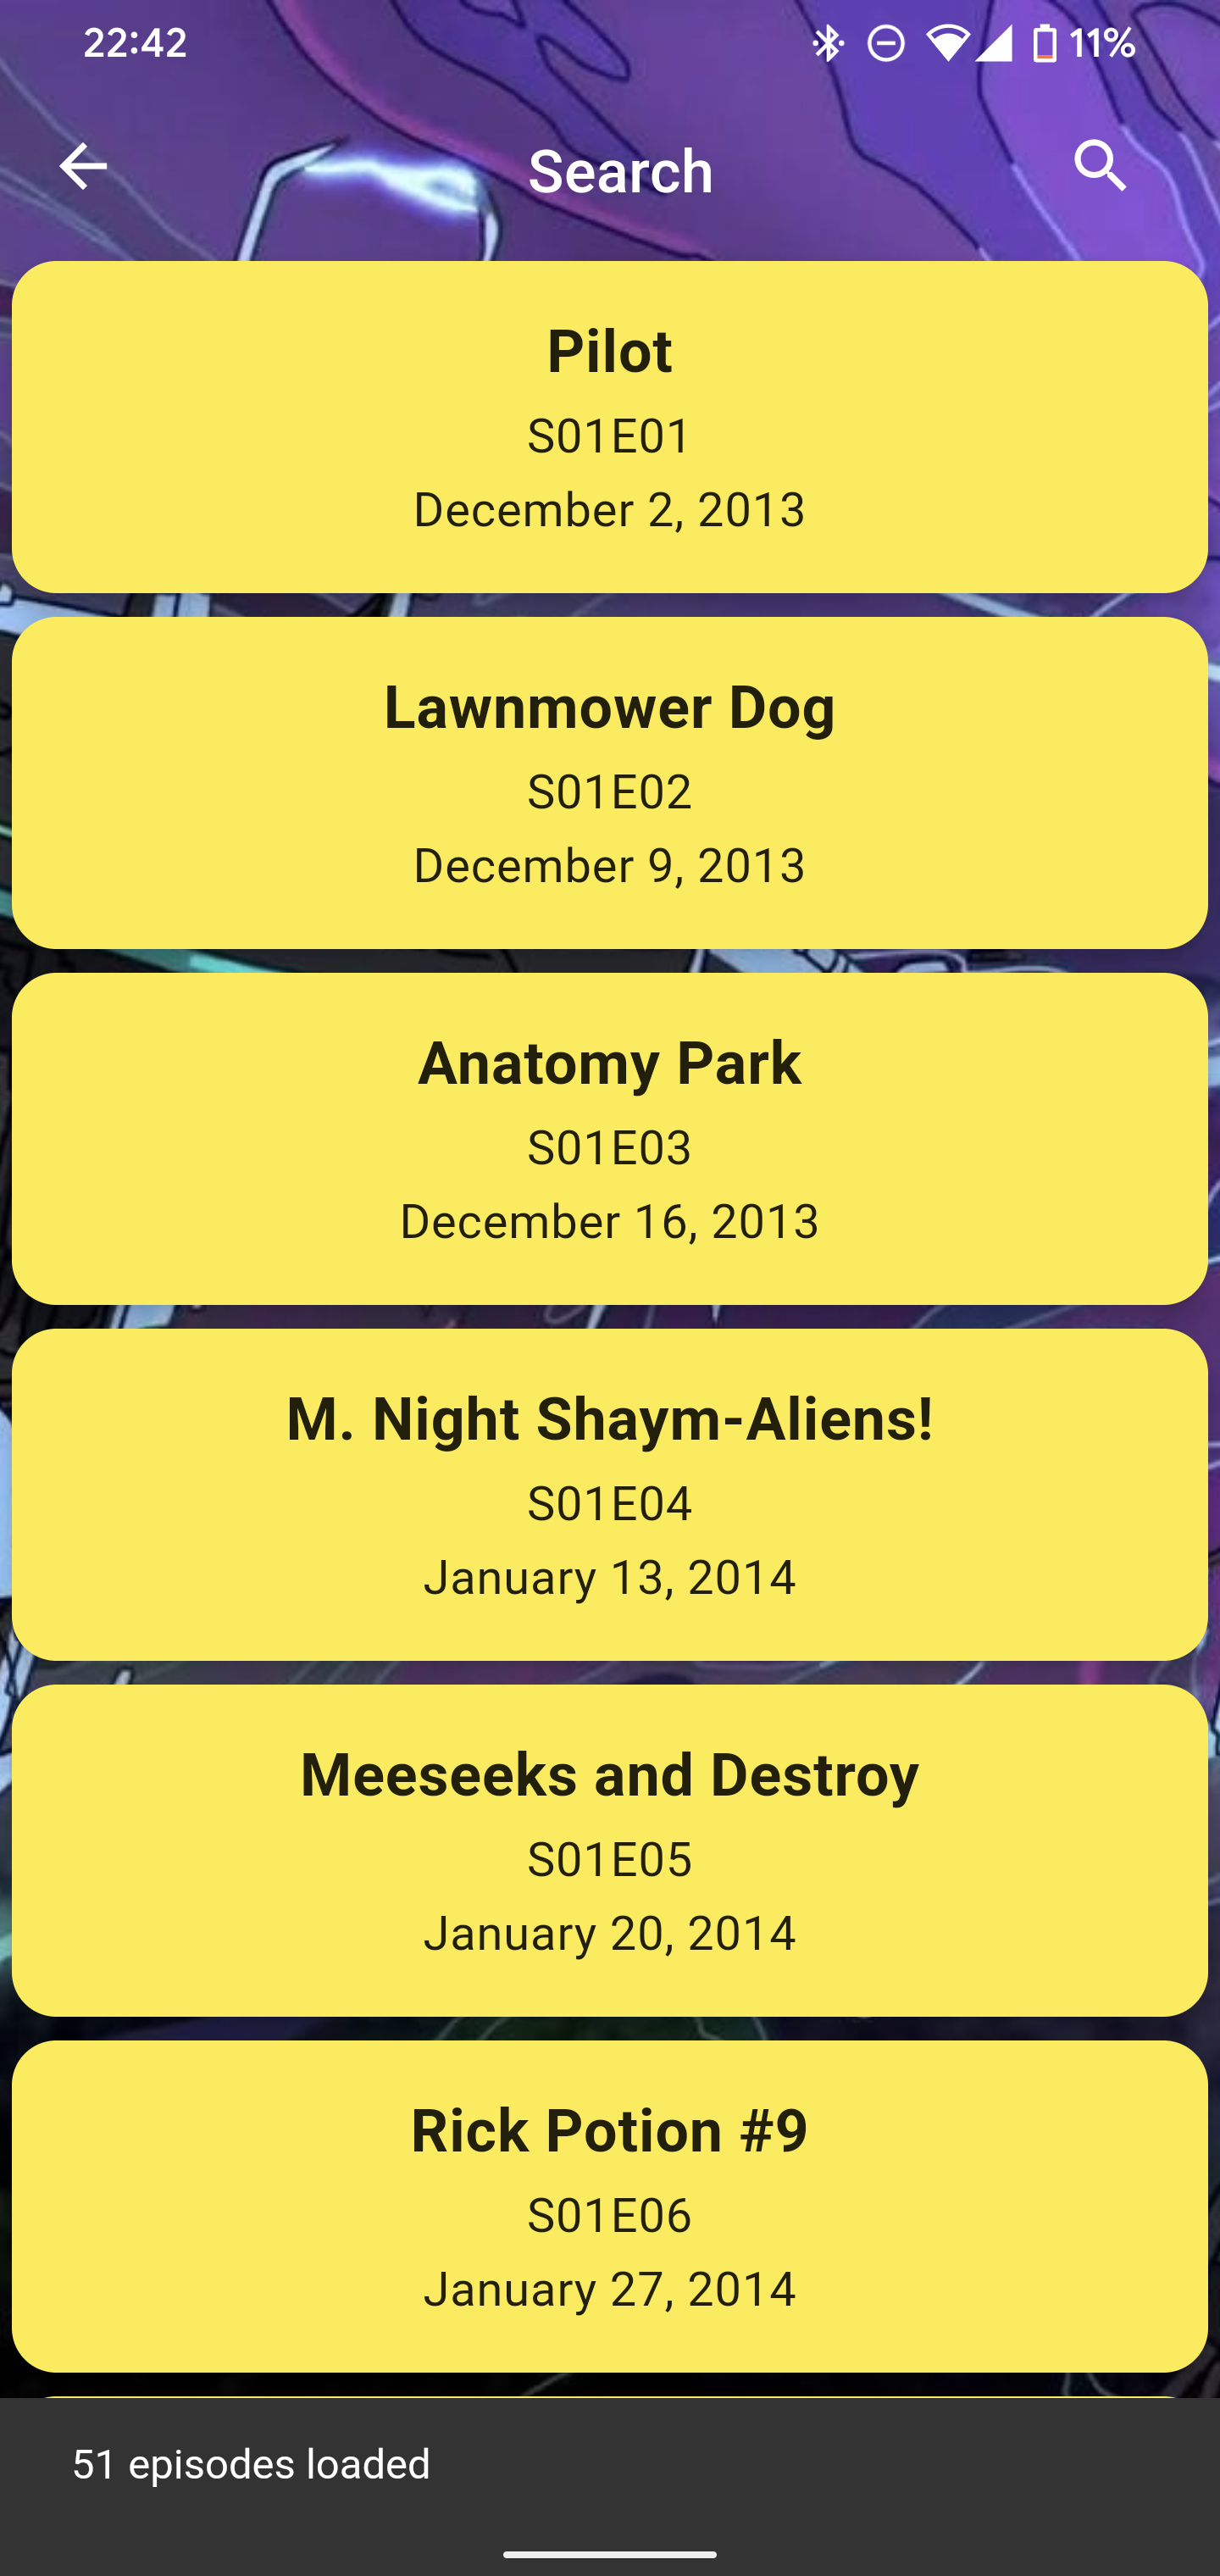 22:42
11%
Search
Pilot
S01E01
December 2, 2013
Lawnmower Dog
S01E02
December 9, 2013
Anatomy Park
S01E03
December 16, 2013
M. Night Shaym-Aliens!
S01E04
January 13, 2014
Meeseeks and Destroy
S01E05
January 20, 2014
Rick Potion #9
S01E06
January 27, 2014
51 episodes loaded